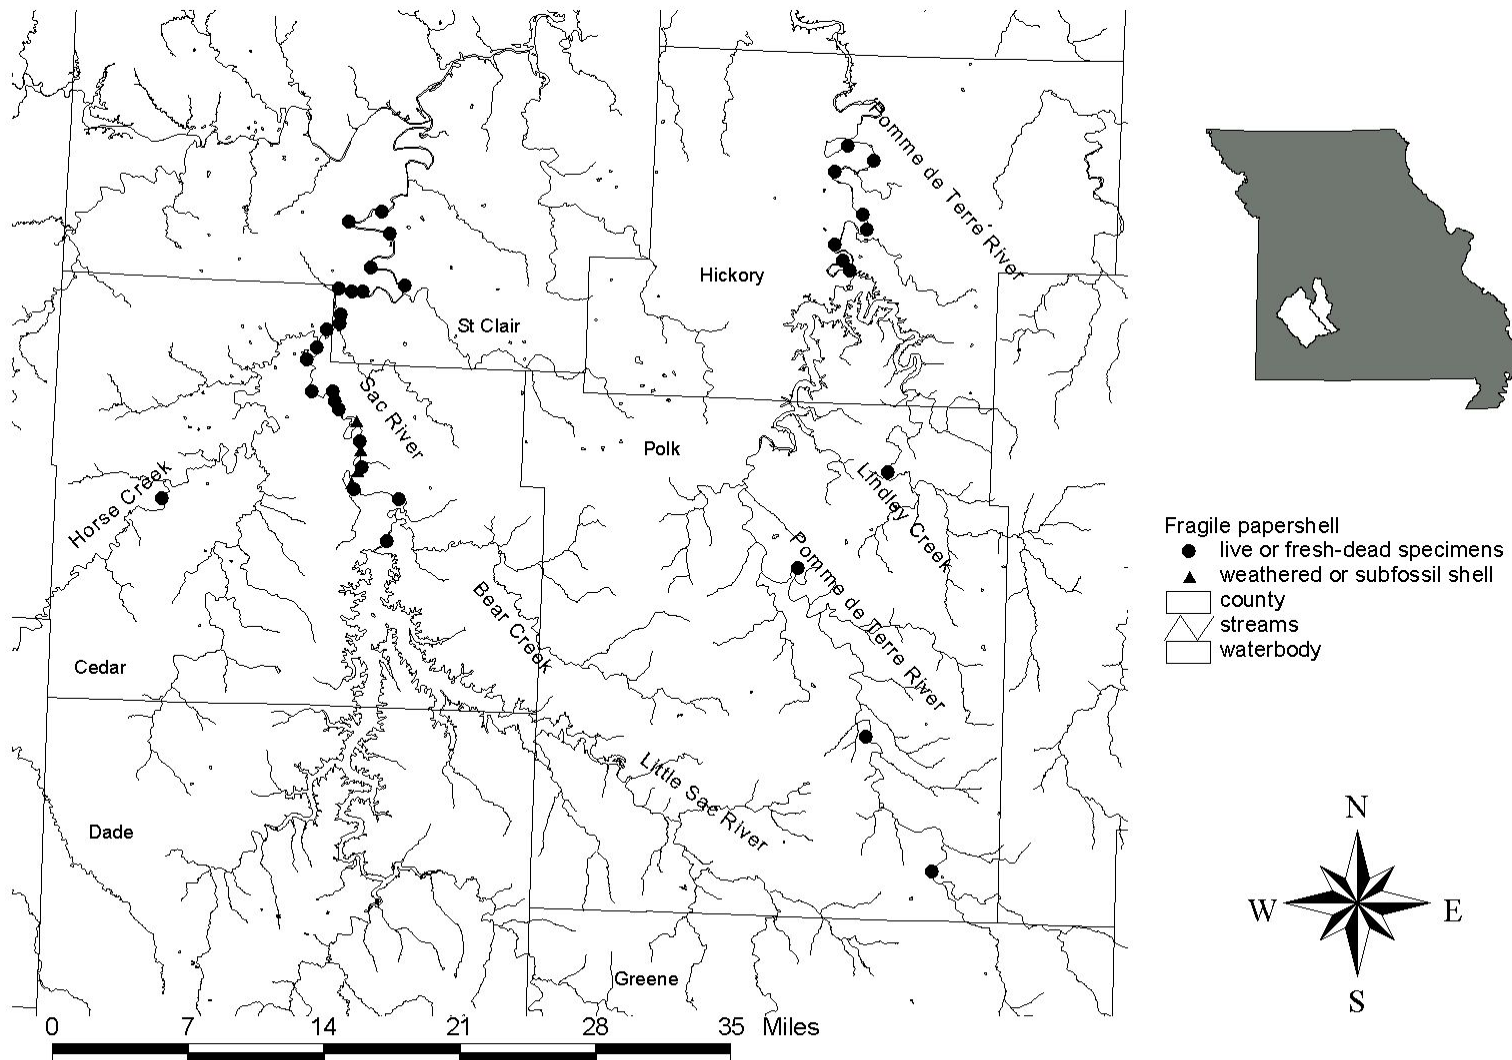 Pomme de Terre River
Hickory
St Clair
Sac River
Polk
Horse Creek
Lindley Creek
Pomme de Terre River
Bear Creek
Cedar
Little Sac River
Dade
Greene
0 7 14 21 28 35 Miles
Fragile papershell
live or fresh-dead specimens
weathered or subfossil shell
county
streams
waterbody
N
W E
S